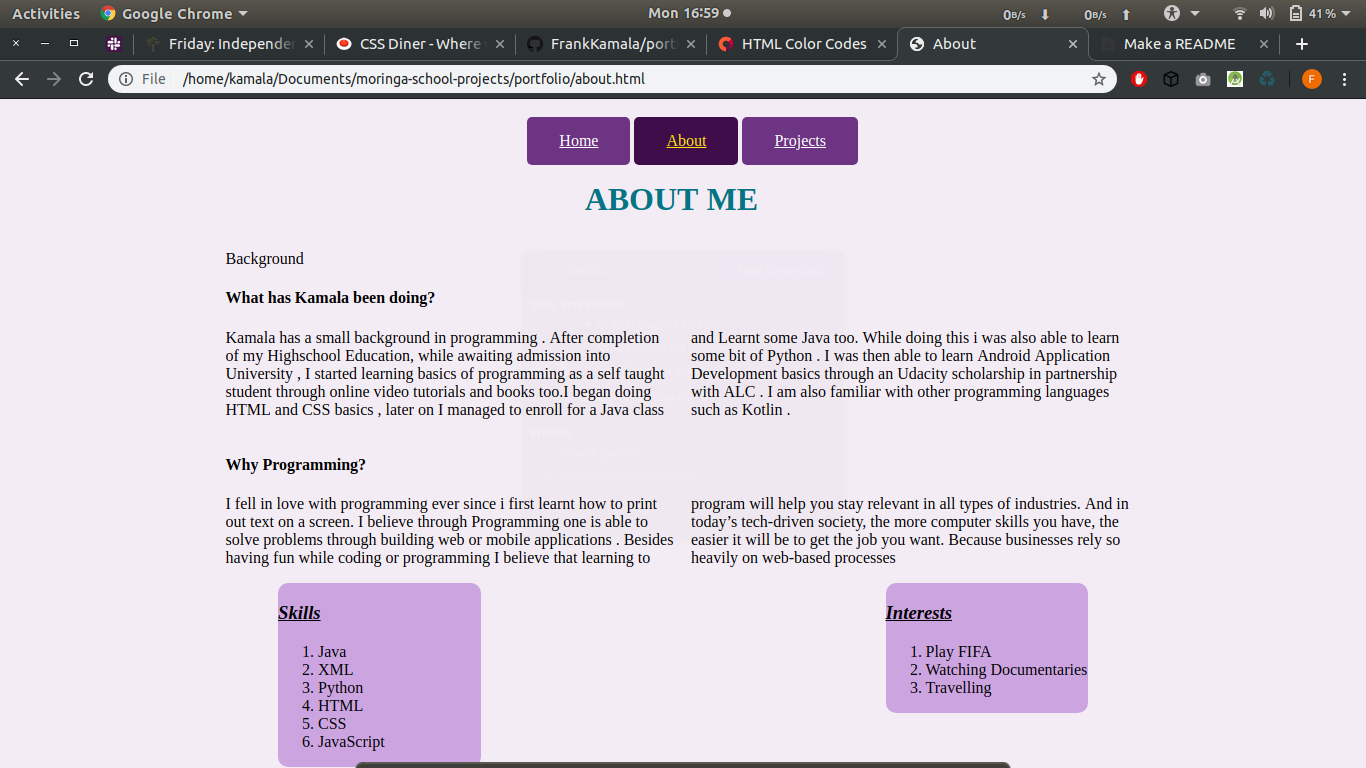 Activities Google Chrome Mon 16:59 0B/s 0B/s 41%
Friday: Independen CSS Diner - Where FrankKamala/port HTML Color Codes About Make a README
File /home/kamala/Documents/moringa-school-projects/portfolio/about.html F
Home About Projects
ABOUT ME
Background
What has Kamala been doing?
Kamala has a small background in programming . After completion
of my Highschool Education, while awaiting admission into
University , I started learning basics of programming as a self taught
student through online video tutorials and books too.I began doing
HTML and CSS basics , later on I managed to enroll for a Java class
and Learnt some Java too. While doing this i was also able to learn
some bit of Python . I was then able to learn Android Application
Development basics through an Udacity scholarship in partnership
with ALC . I am also familiar with other programming languages
such as Kotlin .
Why Programming?
I fell in love with programming ever since i first learnt how to print
out text on a screen. I believe through Programming one is able to
solve problems through building web or mobile applications . Besides
having fun while coding or programming I believe that learning to
program will help you stay relevant in all types of industries. And in
today’s tech-driven society, the more computer skills you have, the
easier it will be to get the job you want. Because businesses rely so
heavily on web-based processes
Skills
1. Java
2. XML
3. Python
4. HTML
5. CSS
6. JavaScript
Interests
1. Play FIFA
2. Watching Documentaries
3. Travelling